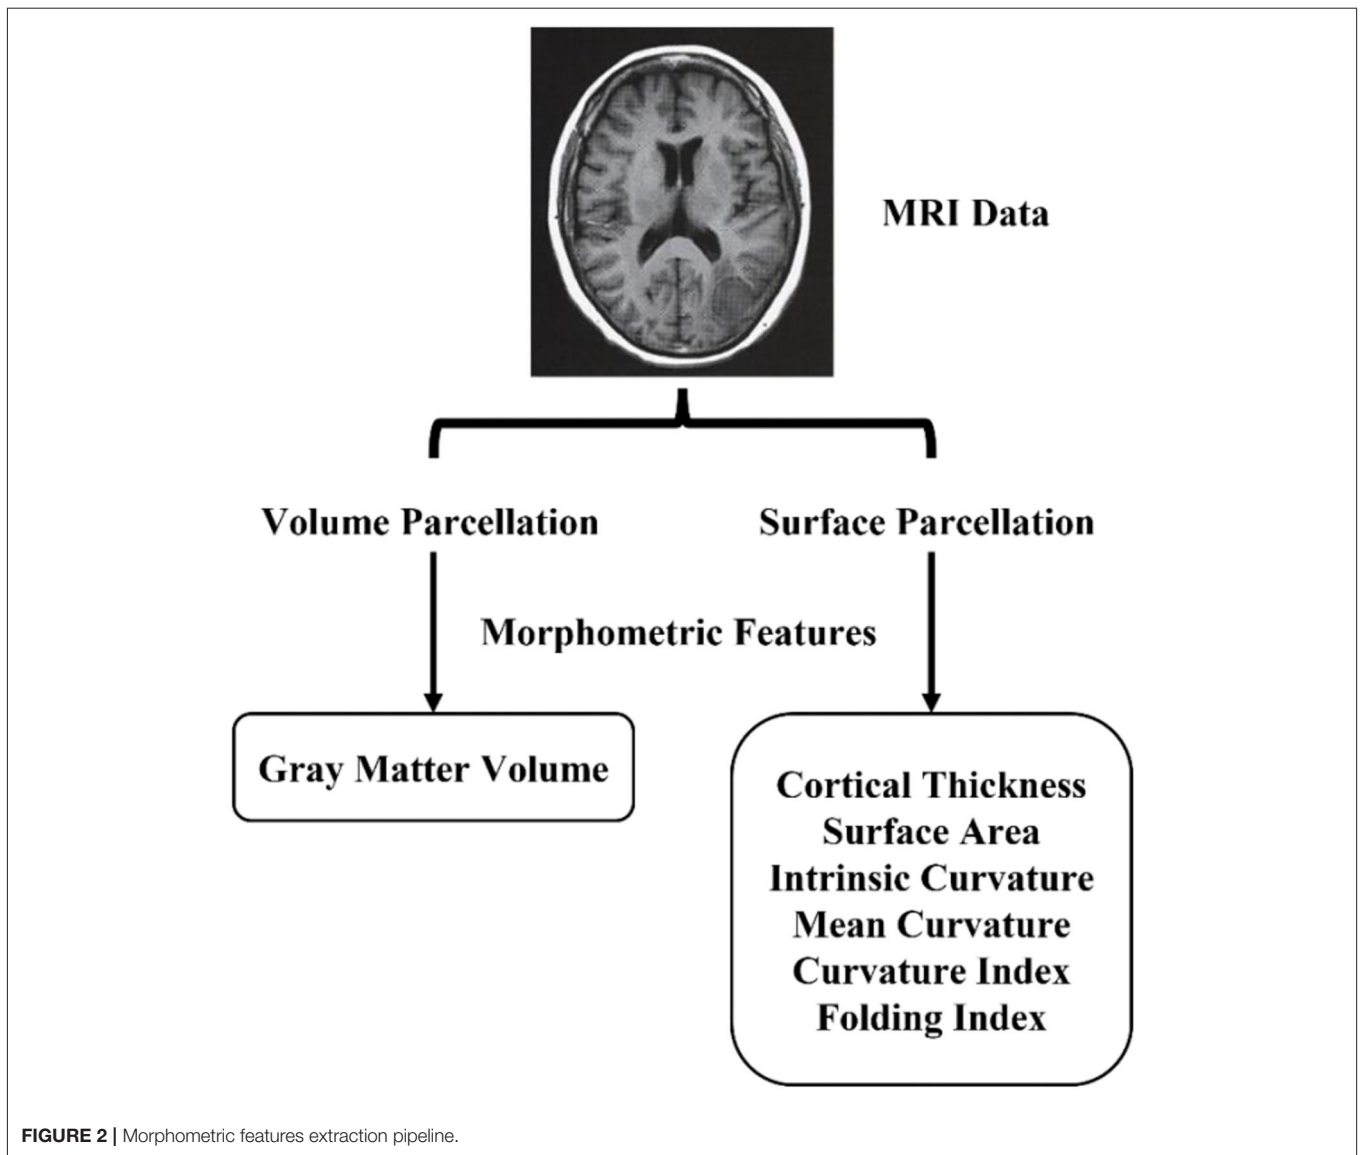 MRI Data
Volume Parcellation
Surface Parcellation
Morphometric Features
Gray Matter Volume
Cortical Thickness
Surface Area
Intrinsic Curvature
Mean Curvature
Curvature Index
Folding Index
FIGURE 2 | Morphometric features extraction pipeline.